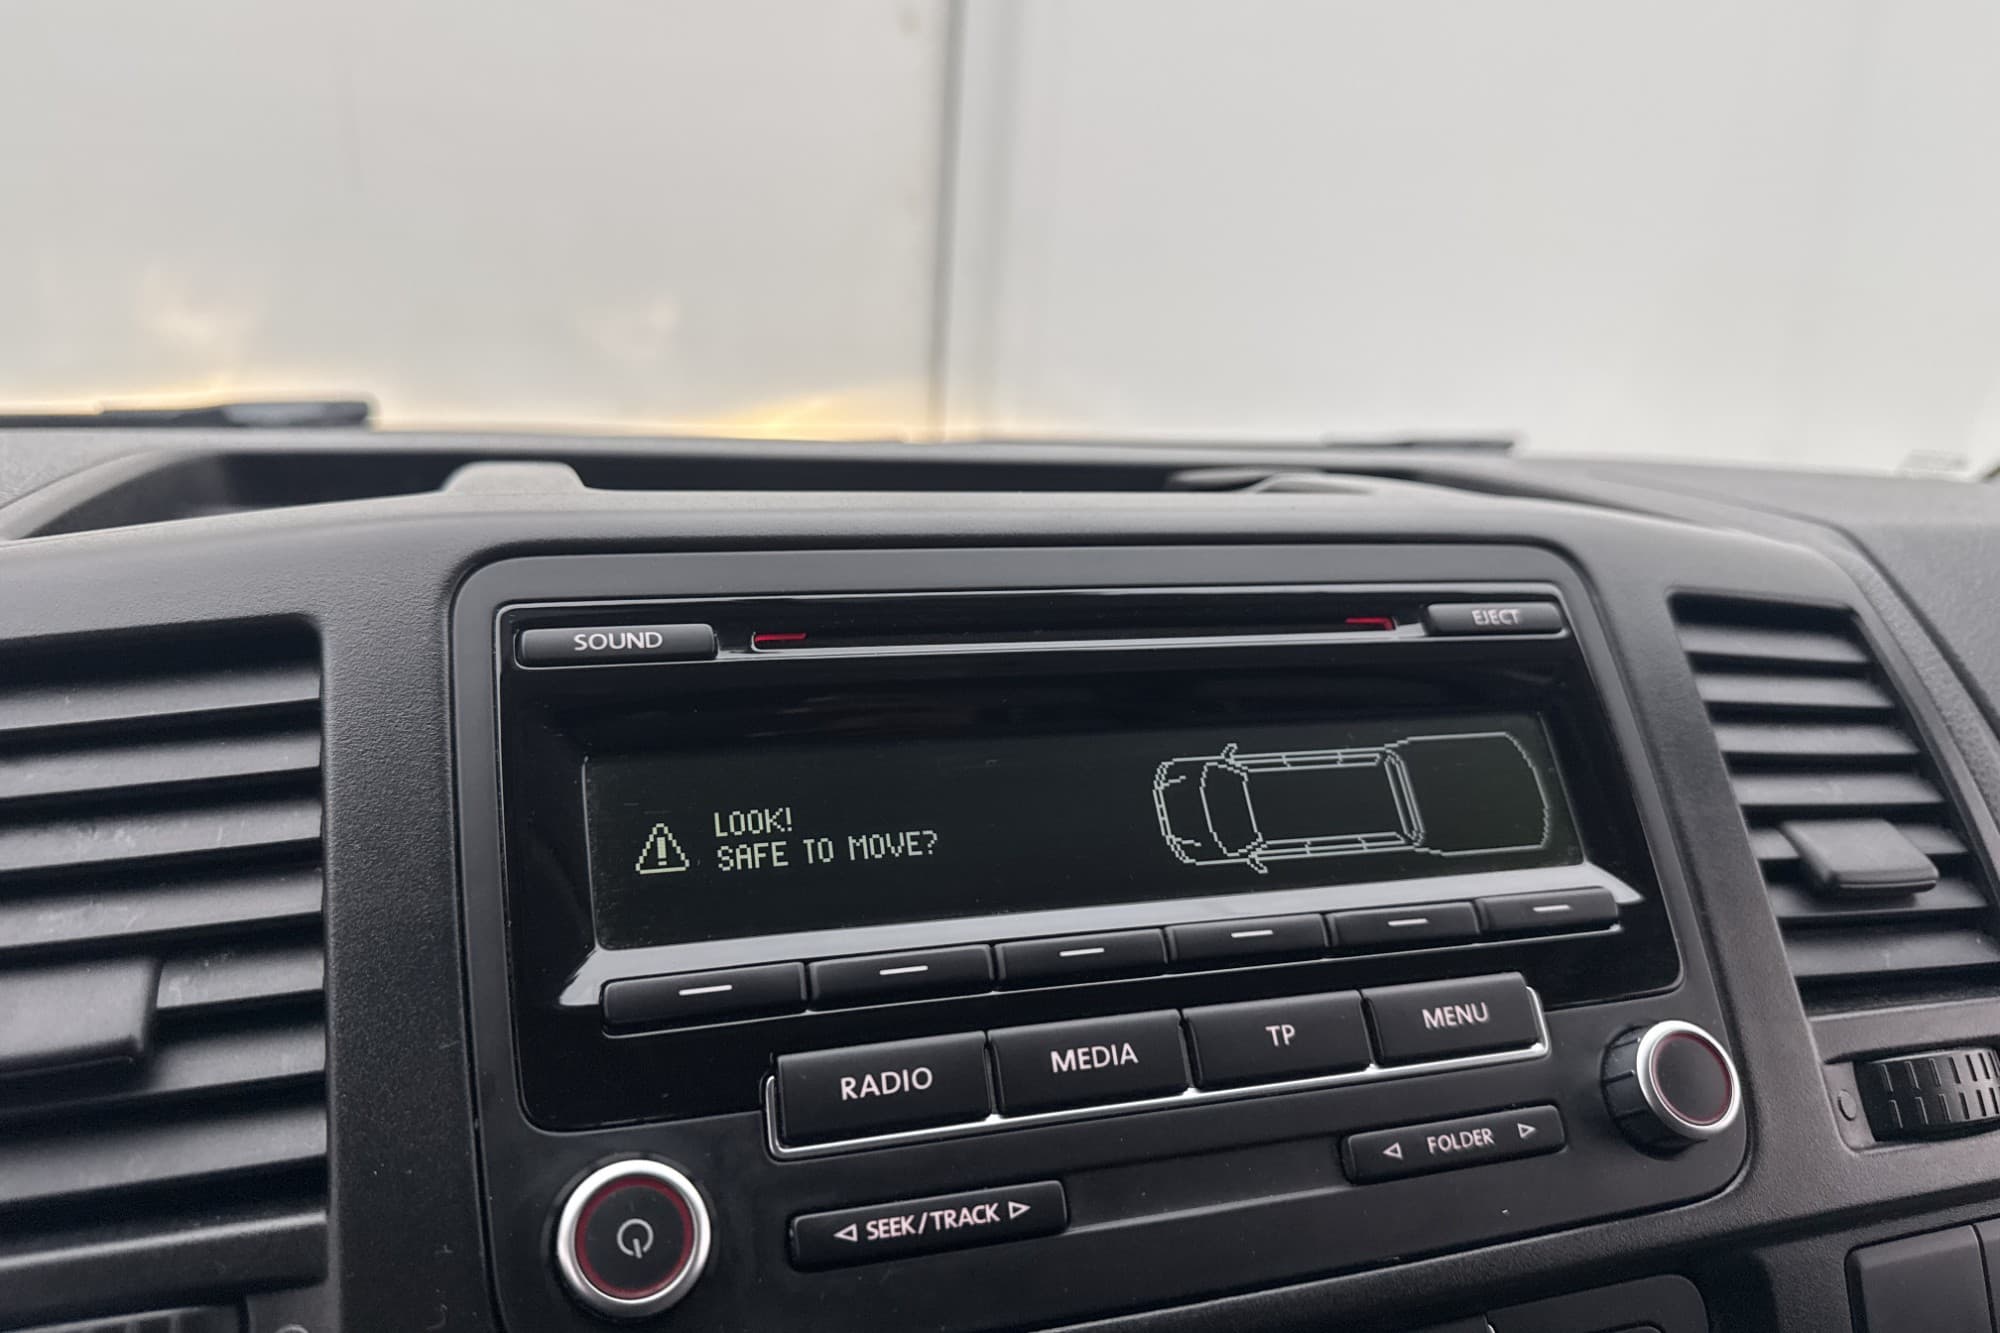 SOUND
EJECT
LOOK!
SAFE TO MOVE?
RADIO
MEDIA
TP
MENU
FOLDER
SEEK/TRACK